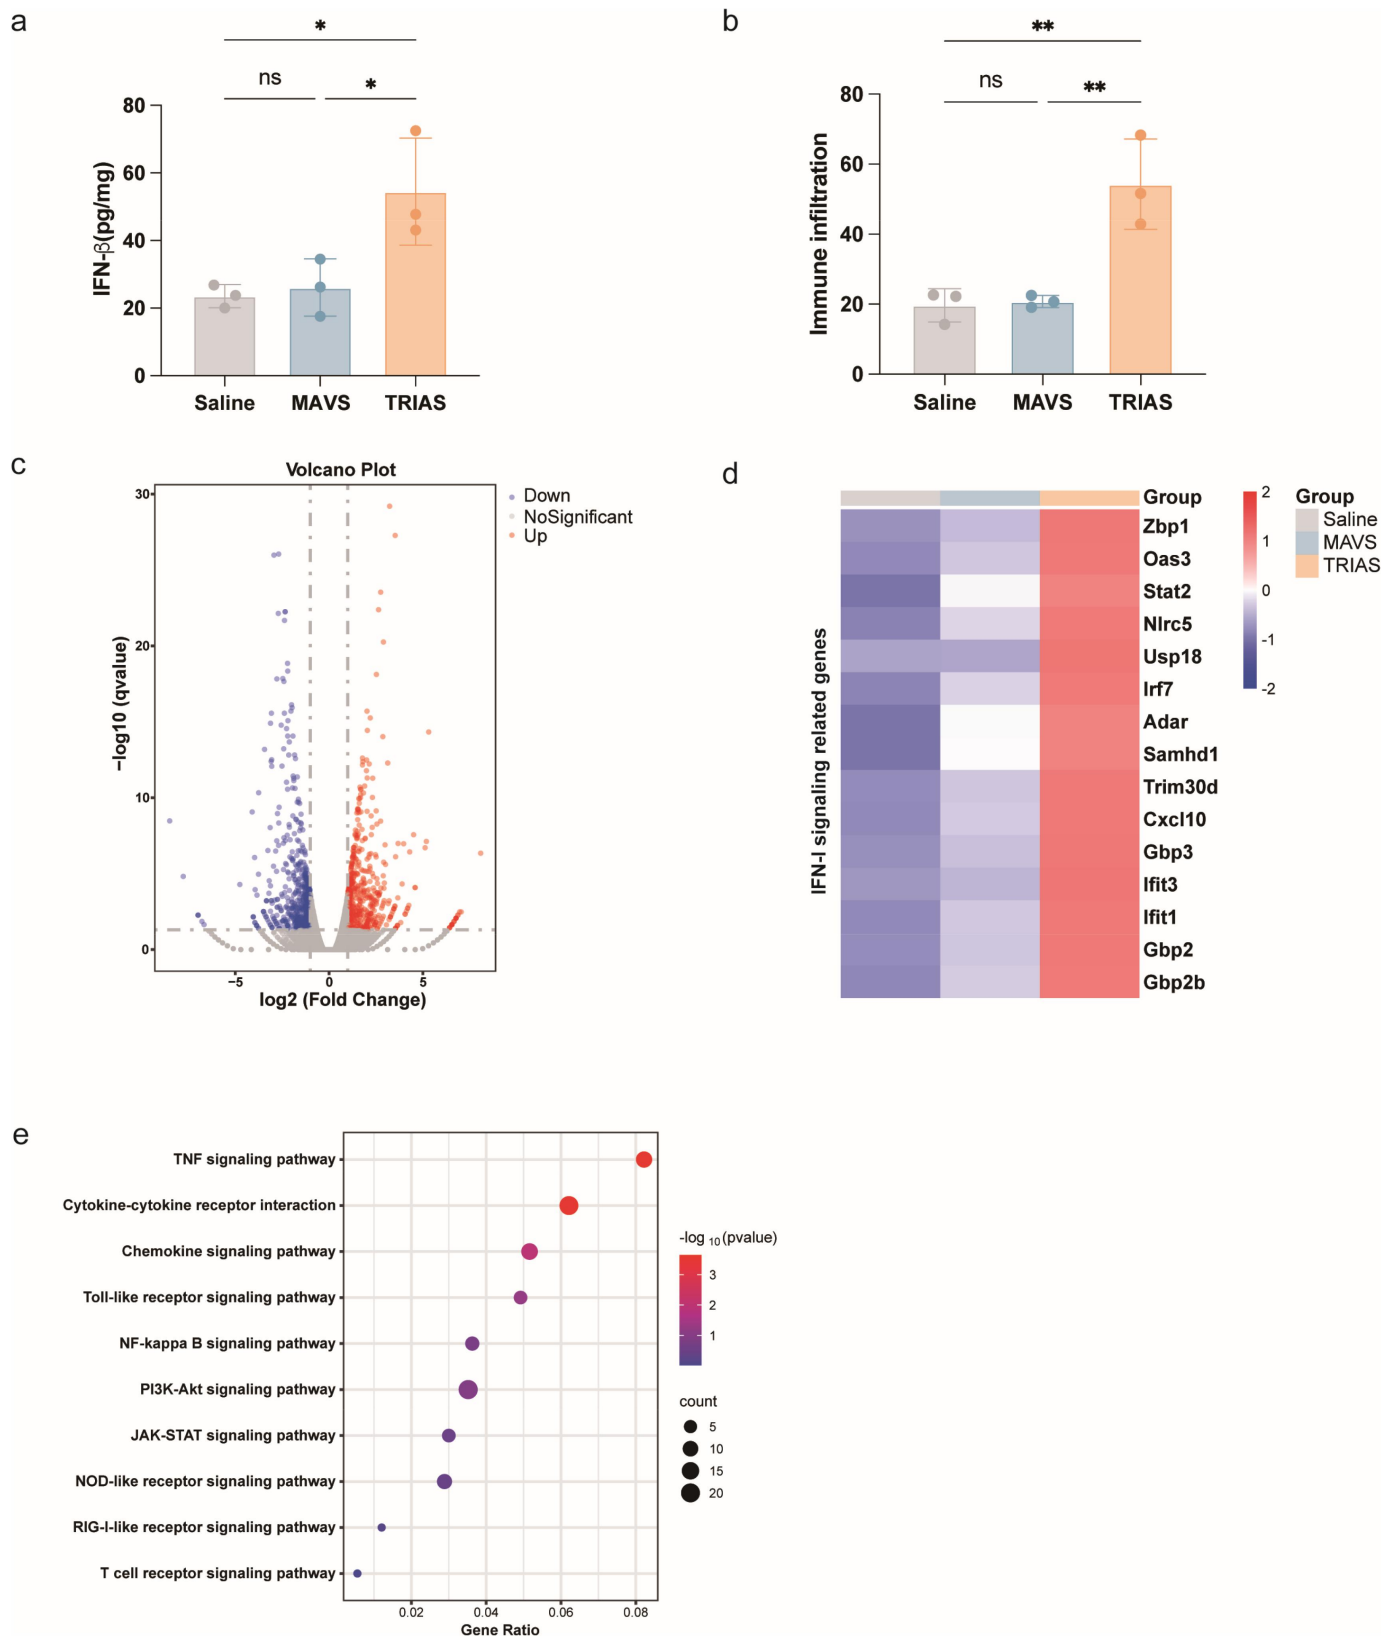 a
*
ns
*
80
60
40
20
0
IFN-β(pg/mg)
Saline MAVS TRIAS
b
**
ns
**
80
60
40
20
0
Immune infiltration
Saline MAVS TRIAS
c
Volcano Plot
30
20
10
0
−log10 (qvalue)
−5 0 5
log2 (Fold Change)
Down
NoSignificant
Up
d
IFN-I signaling related genes
Group
Zbp1
Oas3
Stat2
Nlrc5
Usp18
Irf7
Adar
Samhd1
Trim30d
Cxcl10
Gbp3
Ifit3
Ifit1
Gbp2
Gbp2b
2
1
0
-1
-2
Group
Saline
MAVS
TRIAS
e
TNF signaling pathway
Cytokine-cytokine receptor interaction
Chemokine signaling pathway
Toll-like receptor signaling pathway
NF-kappa B signaling pathway
PI3K-Akt signaling pathway
JAK-STAT signaling pathway
NOD-like receptor signaling pathway
RIG-I-like receptor signaling pathway
T cell receptor signaling pathway
0.02 0.04 0.06 0.08
Gene Ratio
-log 10 (pvalue)
3
2
1
count
5
10
15
20